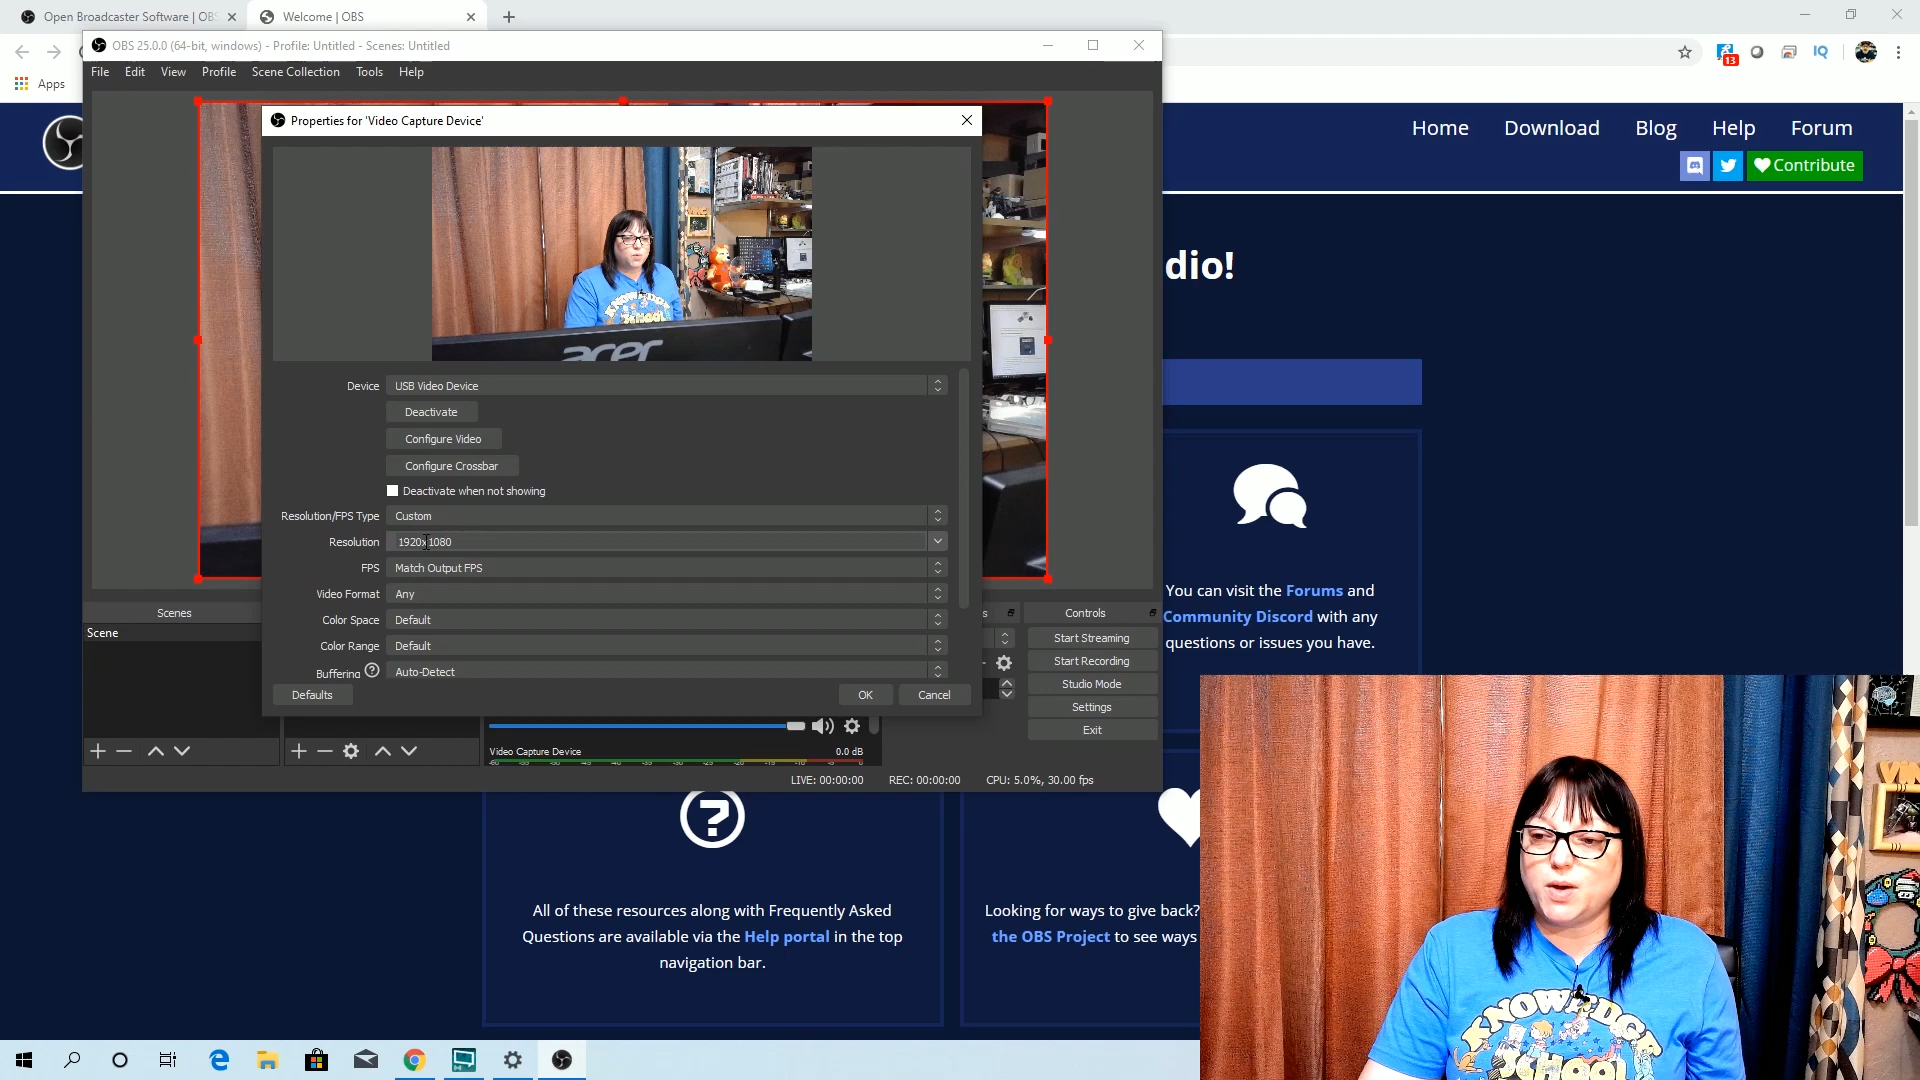 Open Broadcaster Software | OBS
Welcome | OBS
Apps
13
IQ
OBS 25.0.0 (64-bit, windows) - Profile: Untitled - Scenes: Untitled
File Edit View Profile Scene Collection Tools Help
Properties for 'Video Capture Device'
Home Download Blog Help Forum
Contribute
dio!
KNOWLEDGE
SCHOOL
acer
Device USB Video Device
Deactivate
Configure Video
Configure Crossbar
Deactivate when not showing
Resolution/FPS Type Custom
Resolution 1920x1080
FPS Match Output FPS
Video Format Any
Color Space Default
Color Range Default
Buffering Auto-Detect
Defaults OK Cancel
Scenes
Scene
s
Controls
Start Streaming
Start Recording
Studio Mode
Settings
Exit
Video Capture Device 0.0 dB
LIVE: 00:00:00 REC: 00:00:00 CPU: 5.0%, 30.00 fps
You can visit the Forums and
Community Discord with any
questions or issues you have.
All of these resources along with Frequently Asked
Questions are available via the Help portal in the top
navigation bar.
Looking for ways to give back?
the OBS Project to see ways
KNOWLEDGE
SCHOOL